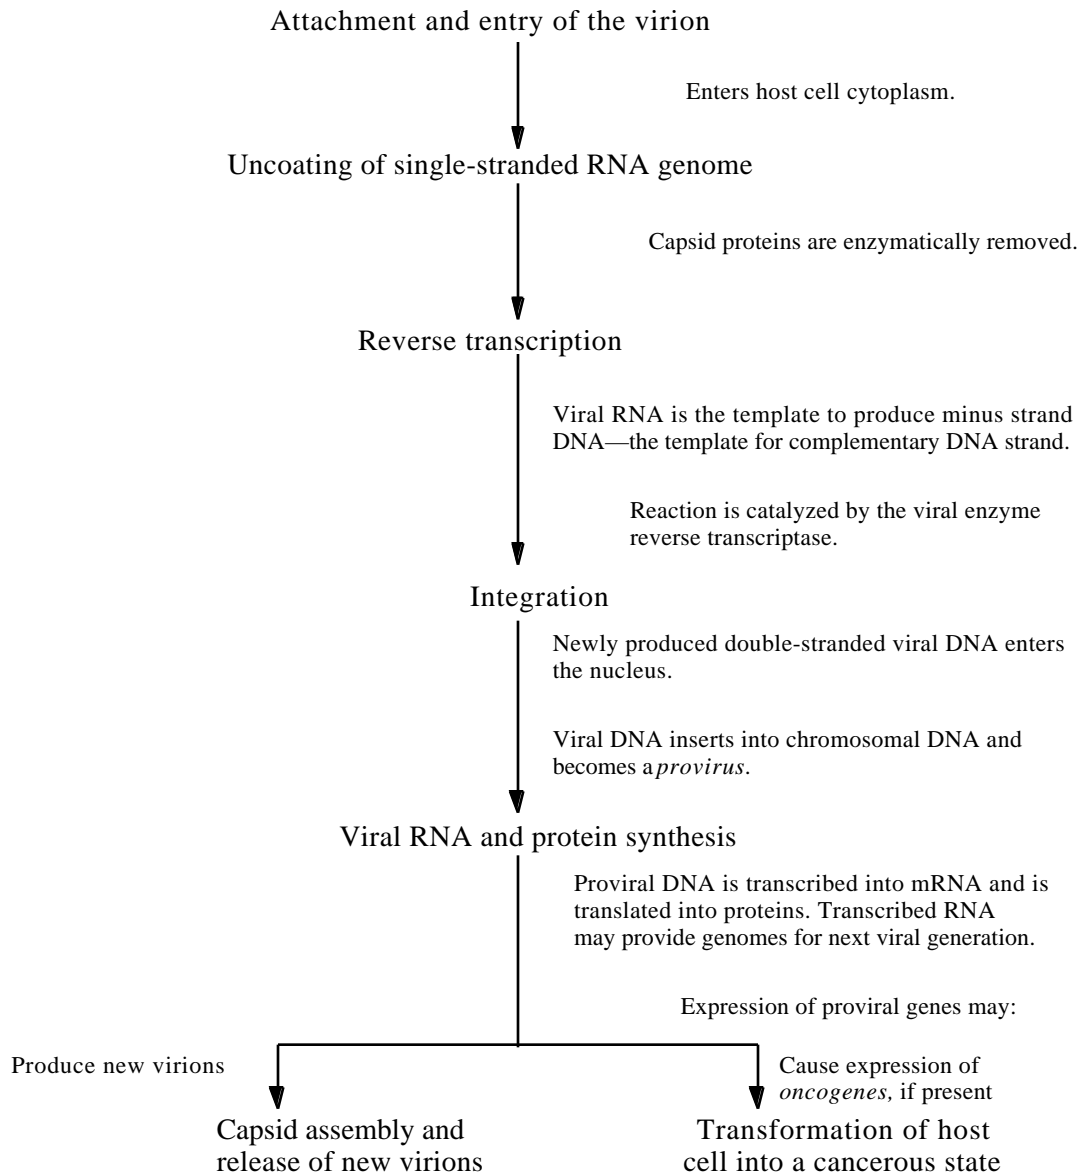 Attachment and entry of the virion
Enters host cell cytoplasm.
Uncoating of single-stranded RNA genome
Capsid proteins are enzymatically removed.
Reverse transcription
Viral RNA is the template to produce minus strand
DNA—the template for complementary DNA strand.
Reaction is catalyzed by the viral enzyme
reverse transcriptase.
Integration
Newly produced double-stranded viral DNA enters
the nucleus.
Viral DNA inserts into chromosomal DNA and
becomes a provirus.
Viral RNA and protein synthesis
Proviral DNA is transcribed into mRNA and is
translated into proteins. Transcribed RNA
may provide genomes for next viral generation.
Expression of proviral genes may:
Produce new virions
Cause expression of
oncogenes, if present
Capsid assembly and
release of new virions
Transformation of host
cell into a cancerous state